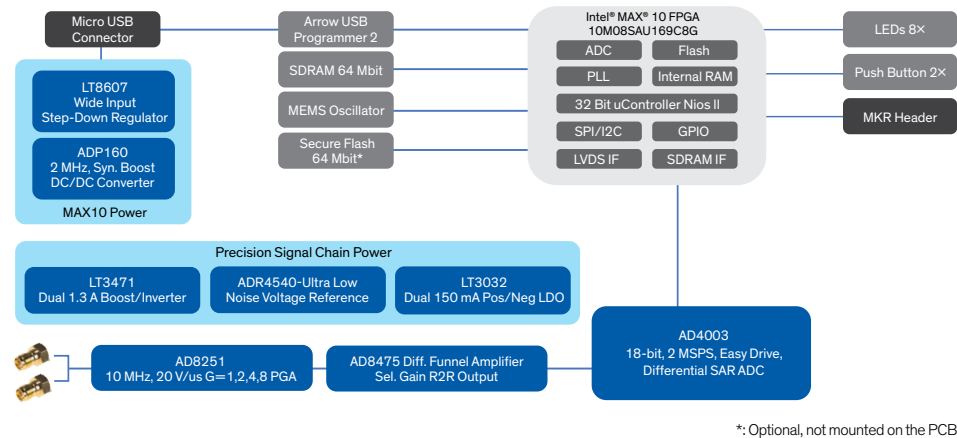 Micro USB
Connector
Arrow USB
Programmer 2
SDRAM 64 Mbit
MEMS Oscillator
Secure Flash
64 Mbit*
Intel® MAX® 10 FPGA
10M08SAU169C8G
ADC
Flash
PLL
Internal RAM
32 Bit uController Nios II
SPI/I2C
GPIO
LVDS IF
SDRAM IF
LEDs 8×
Push Button 2×
MKR Header
LT8607
Wide Input
Step-Down Regulator
ADP160
2 MHz, Syn. Boost
DC/DC Converter
MAX10 Power
Precision Signal Chain Power
LT3471
Dual 1.3 A Boost/Inverter
ADR4540-Ultra Low
Noise Voltage Reference
LT3032
Dual 150 mA Pos/Neg LDO
AD8251
10 MHz, 20 V/us G=1,2,4,8 PGA
AD8475 Diff. Funnel Amplifier
Sel. Gain R2R Output
AD4003
18-bit, 2 MSPS, Easy Drive,
Differential SAR ADC
*: Optional, not mounted on the PCB